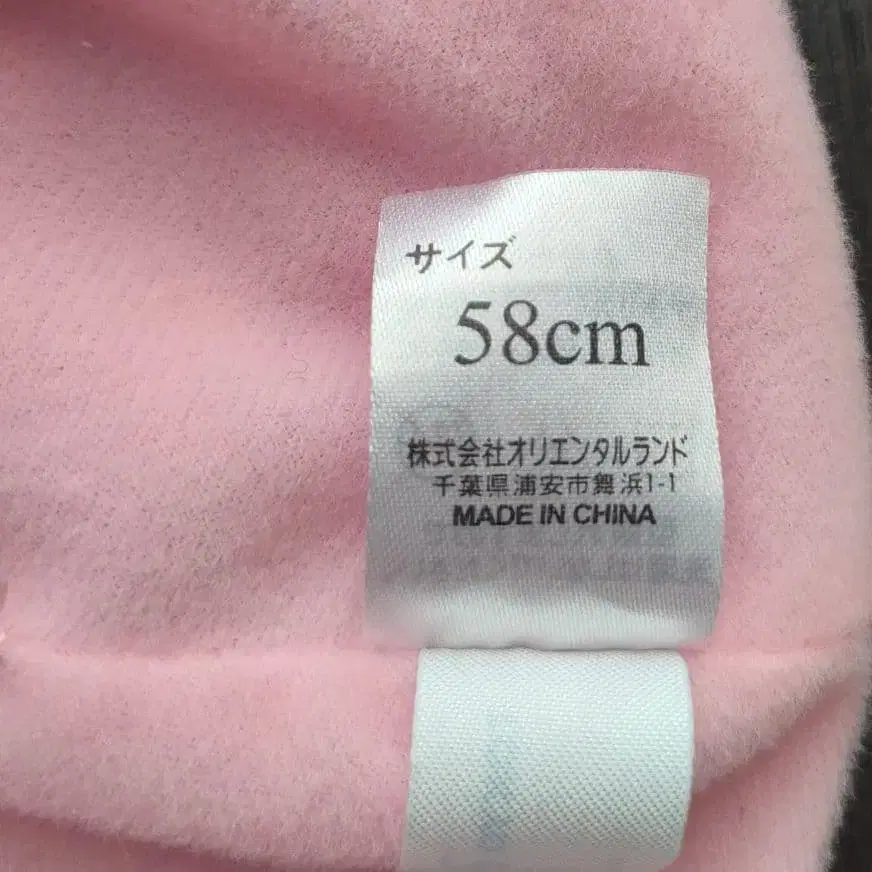 サイズ
58cm
株式会社オリエンタルランド
千葉県浦安市舞浜1-1
MADE IN CHINA